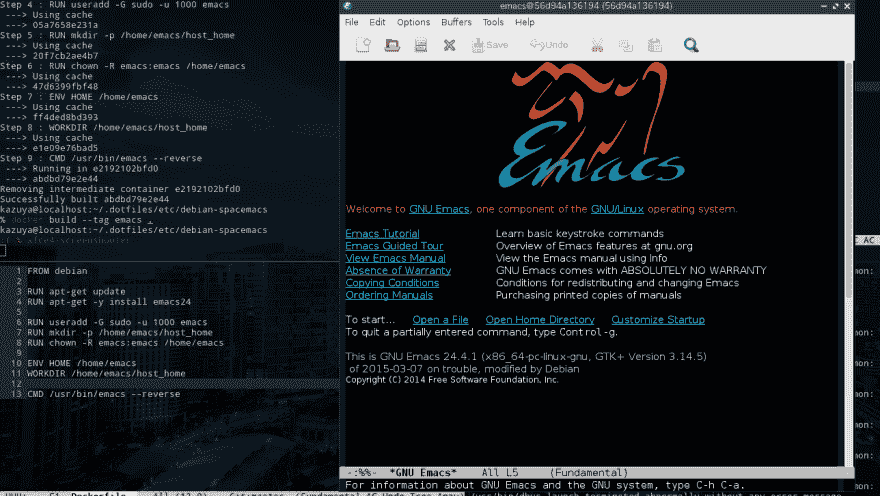 Step 4 : RUN useradd -G sudo -u 1000 emacs
---> Using cache
---> 05a7658e231a
Step 5 : RUN mkdir -p /home/emacs/host_home
---> Using cache
---> 20f7cb2ae4b7
Step 6 : RUN chown -R emacs:emacs /home/emacs
---> Using cache
---> 47d6399fbf48
Step 7 : ENV HOME /home/emacs
---> Using cache
---> ff4ded8bd393
Step 8 : WORKDIR /home/emacs/host_home
---> Using cache
---> e1e09e76bad5
Step 9 : CMD /usr/bin/emacs --reverse
---> Running in e2192102bfd0
---> abdbd79e2e44
Removing intermediate container e2192102bfd0
Successfully built abdbd79e2e44
kazuya@localhost:~/.dotfiles/etc/debian-spacemacs
% docker build --tag emacs .
kazuya@localhost:~/.dotfiles/etc/debian-spacemacs
1 FROM debian
2
3 RUN apt-get update
4 RUN apt-get -y install emacs24
5
6 RUN useradd -G sudo -u 1000 emacs
7 RUN mkdir -p /home/emacs/host_home
8 RUN chown -R emacs:emacs /home/emacs
9
10 ENV HOME /home/emacs
11 WORKDIR /home/emacs/host_home
12
13 CMD /usr/bin/emacs --reverse
emacs@56d94a136194 (56d94a136194)
File Edit Options Buffers Tools Help
Save Undo
Emacs
Welcome to GNU Emacs, one component of the GNU/Linux operating system.
Emacs Tutorial Learn basic keystroke commands
Emacs Guided Tour Overview of Emacs features at gnu.org
View Emacs Manual View the Emacs manual using Info
Absence of Warranty GNU Emacs comes with ABSOLUTELY NO WARRANTY
Copying Conditions Conditions for redistributing and changing Emacs
Ordering Manuals Purchasing printed copies of manuals
To start... Open a File Open Home Directory Customize Startup
To quit a partially entered command, type Control-g.
This is GNU Emacs 24.4.1 (x86_64-pc-linux-gnu, GTK+ Version 3.14.5)
of 2015-03-07 on trouble, modified by Debian
Copyright (C) 2014 Free Software Foundation, Inc.
-:%%- *GNU Emacs* All L5 (Fundamental)
For information about GNU Emacs and the GNU system, type C-h C-a.
C AC
mon:
mon:
mon:
mon:
mon:
mon: